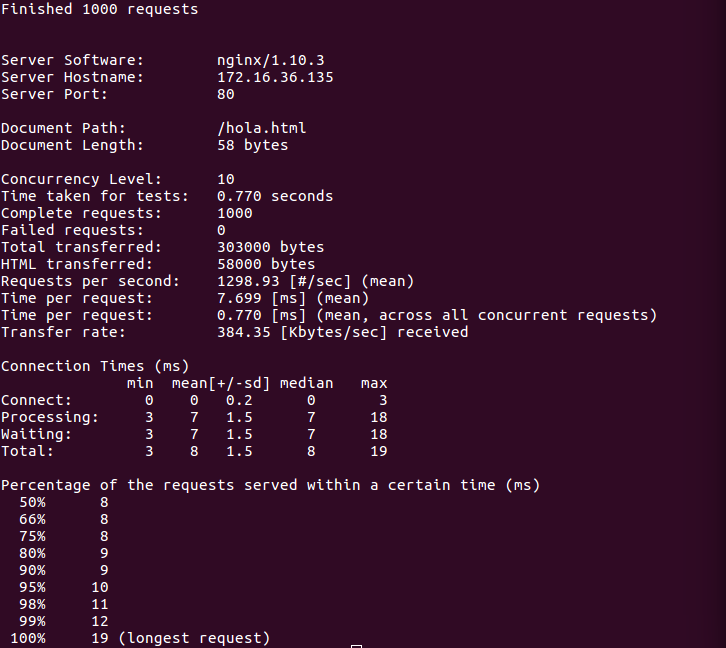 Finished 1000 requests
Server Software:        nginx/1.10.3
Server Hostname:        172.16.36.135
Server Port:            80
Document Path:          /hola.html
Document Length:        58 bytes
Concurrency Level:      10
Time taken for tests:   0.770 seconds
Complete requests:      1000
Failed requests:        0
Total transferred:      303000 bytes
HTML transferred:       58000 bytes
Requests per second:    1298.93 [#/sec] (mean)
Time per request:       7.699 [ms] (mean)
Time per request:       0.770 [ms] (mean, across all concurrent requests)
Transfer rate:          384.35 [Kbytes/sec] received
Connection Times (ms)
              min  mean[+/-sd] median   max
Connect:        0    0   0.2      0       3
Processing:     3    7   1.5      7      18
Waiting:        3    7   1.5      7      18
Total:          3    8   1.5      8      19
Percentage of the requests served within a certain time (ms)
  50%      8
  66%      8
  75%      8
  80%      9
  90%      9
  95%     10
  98%     11
  99%     12
 100%     19 (longest request)